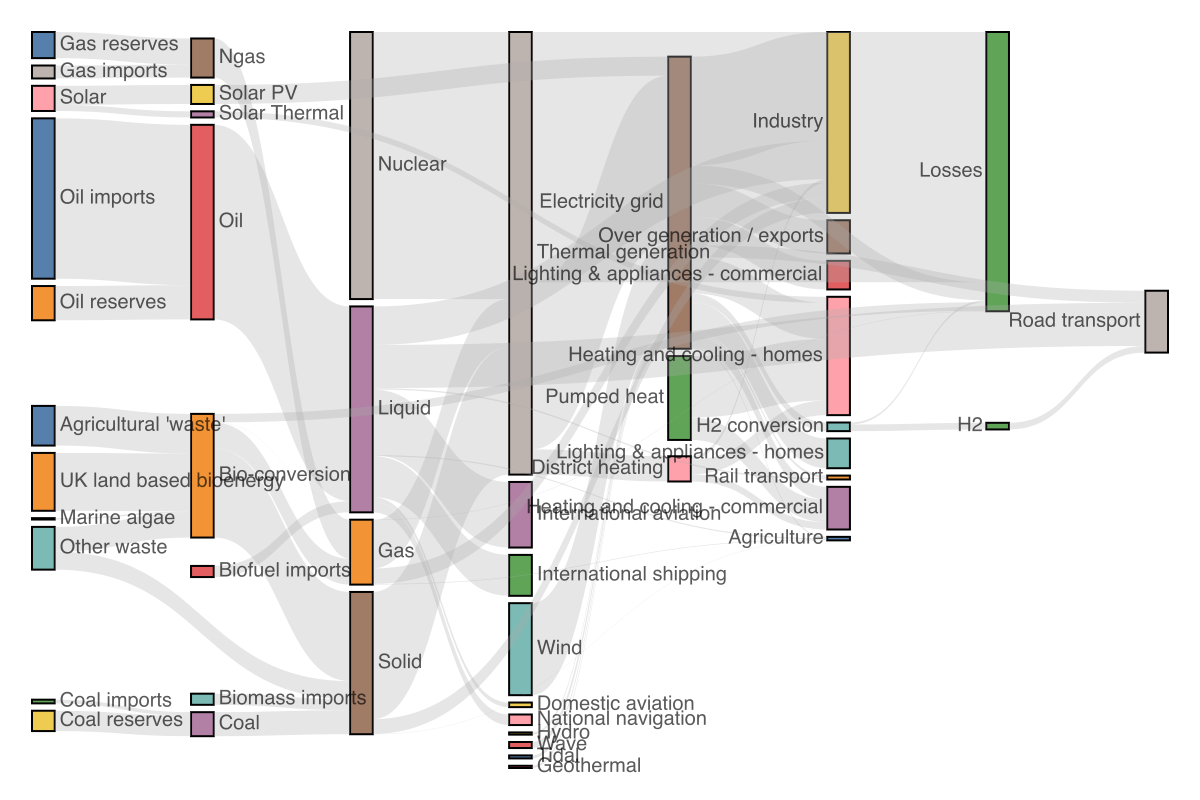 Gas reserves
Gas imports
Solar
Oil imports
Oil reserves
Agricultural 'waste'
UK land based bioenergy
Marine algae
Other waste
Coal imports
Coal reserves
Ngas
Solar PV
Solar Thermal
Oil
Bio-conversion
Biofuel imports
Biomass imports
Coal
Nuclear
Liquid
Gas
Solid
Thermal generation
International aviation
International shipping
Wind
Domestic aviation
National navigation
Hydro
Wave
Tidal
Geothermal
Electricity grid
Pumped heat
District heating
Industry
Over generation / exports
Lighting & appliances - commercial
Heating and cooling - homes
H2 conversion
Lighting & appliances - homes
Rail transport
Heating and cooling - commercial
Agriculture
Losses
H2
Road transport